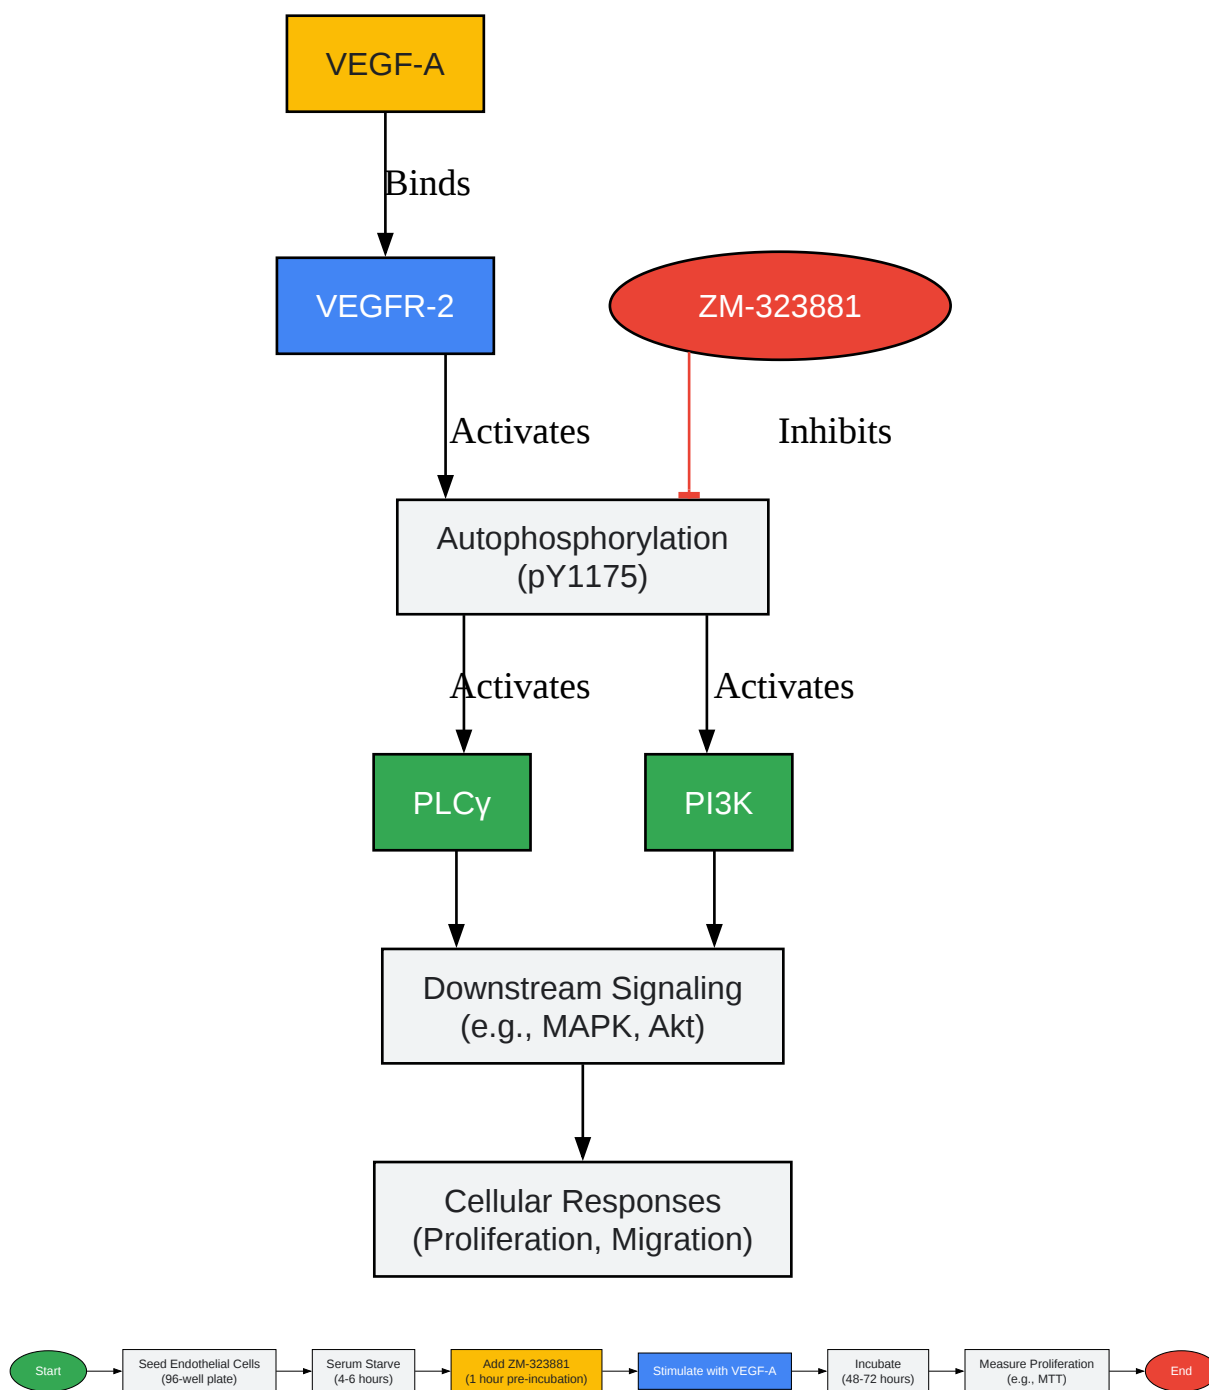 VEGF-A
Binds
VEGFR-2
ZM-323881
Activates
Inhibits
Autophosphorylation
(pY1175)
Activates
Activates
PLCγ
PI3K
Downstream Signaling
(e.g., MAPK, Akt)
Cellular Responses
(Proliferation, Migration)
Start
Seed Endothelial Cells
(96-well plate)
Serum Starve
(4-6 hours)
Add ZM-323881
(1 hour pre-incubation)
Stimulate with VEGF-A
Incubate
(48-72 hours)
Measure Proliferation
(e.g., MTT)
End